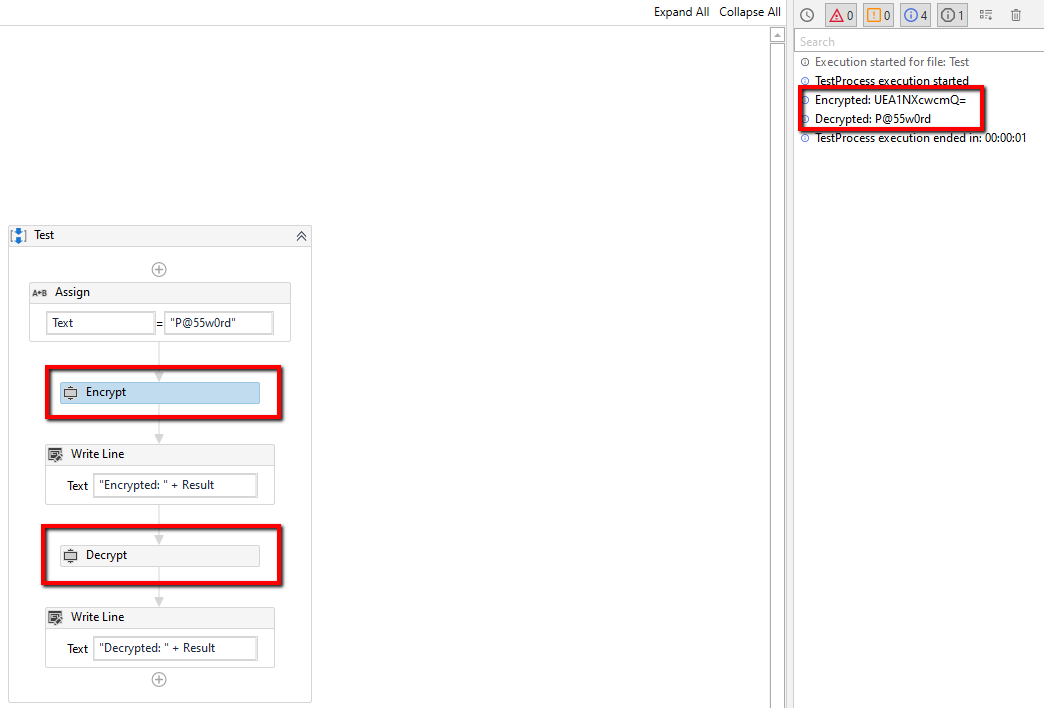 Expand All Collapse All
Test
A+B Assign
Text = "P@55w0rd"
Encrypt
Write Line
Text "Encrypted: " + Result
Decrypt
Write Line
Text "Decrypted: " + Result
0 0 4 1
Search
Execution started for file: Test
TestProcess execution started
Encrypted: UEA1NXcwcmQ=
Decrypted: P@55w0rd
TestProcess execution ended in: 00:00:01